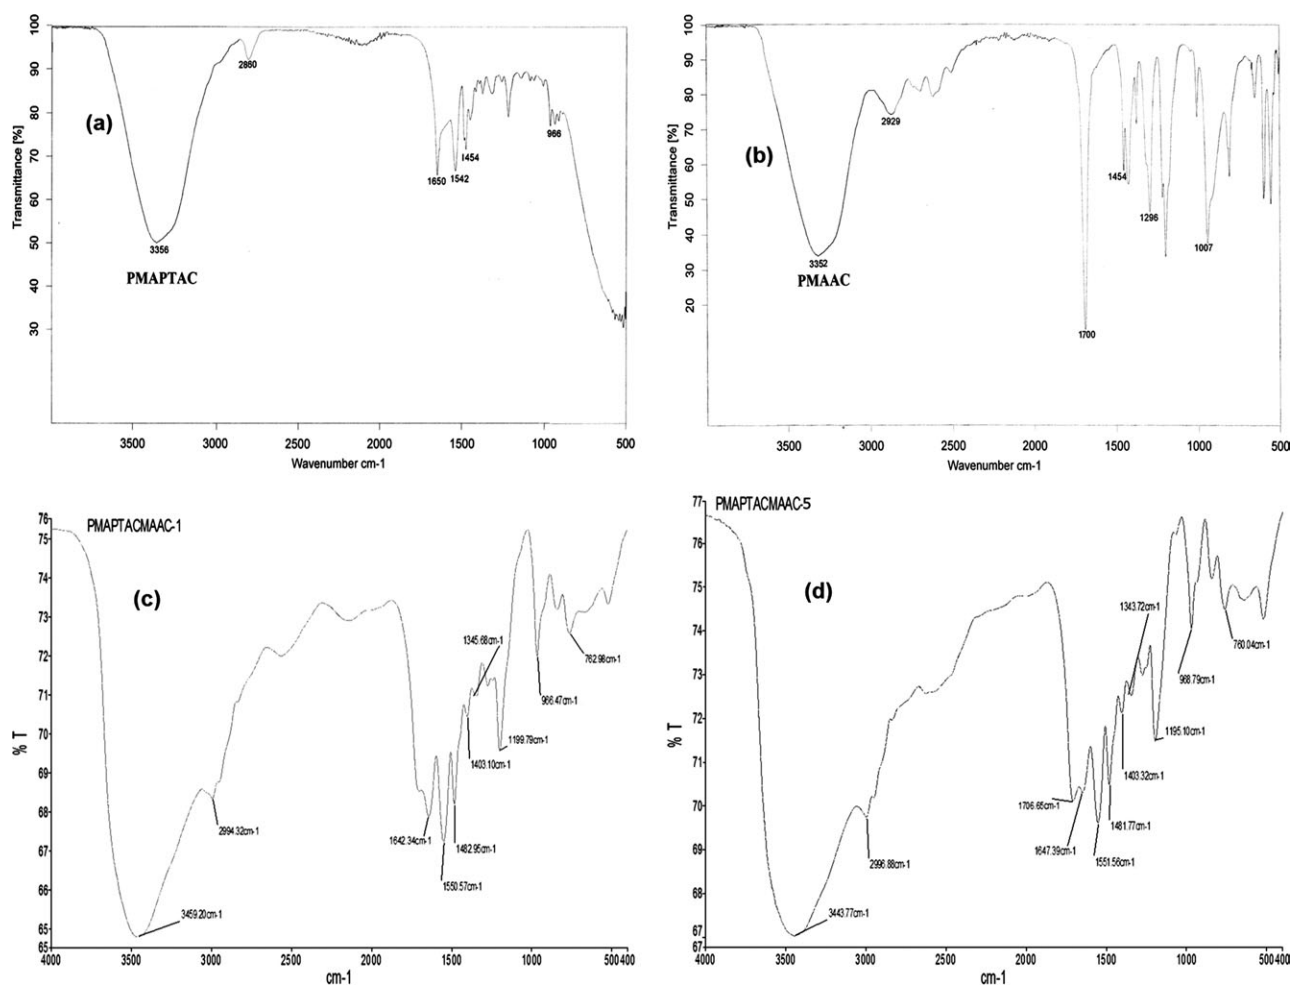 100
90
80
70
60
50
40
30
Transmittance [%]
(a)
2860
3356
PMAPTAC
1650
1542
1454
966
3500
3000
2500
2000
1500
1000
500
Wavenumber cm-1
100
90
80
70
60
50
40
30
20
Transmittance [%]
(b)
2929
3352
PMAAC
1700
1454
1296
1007
3500
3000
2500
2000
1500
1000
500
Wavenumber cm-1
PMAPTACMAAC-1
76
75
74
73
72
71
70
69
68
67
66
65
65
% T
(c)
3459.20cm-1
2994.32cm-1
1642.34cm-1
1550.57cm-1
1482.95cm-1
1403.10cm-1
1345.68cm-1
1199.79cm-1
966.47cm-1
762.98cm-1
4000
3500
3000
2500
2000
1500
1000
500
400
cm-1
PMAPTACMAAC-5
77
76
75
74
73
72
71
70
69
68
67
67
% T
(d)
3443.77cm-1
2996.88cm-1
1706.65cm-1
1647.39cm-1
1551.56cm-1
1481.77cm-1
1403.32cm-1
1343.72cm-1
1195.10cm-1
968.79cm-1
760.04cm-1
4000
3500
3000
2500
2000
1500
1000
500
400
cm-1